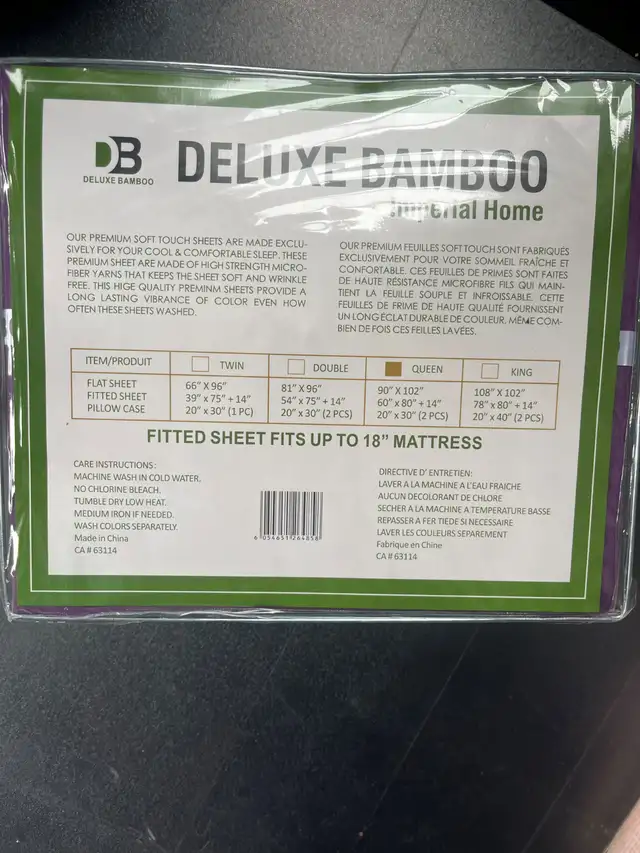 DB
DELUXE BAMBOO
DELUXE BAMBOO
Imperial Home
OUR PREMIUM SOFT TOUCH SHEETS ARE MADE EXCLU-
SIVELY FOR YOUR COOL & COMFORTABLE SLEEP. THESE
PREMIUM SHEET ARE MADE OF HIGH STRENGTH MICRO-
FIBER YARNS THAT KEEPS THE SHEET SOFT AND WRINKLE
FREE. THIS HIGE QUALITY PREMINM SHEETS PROVIDE A
LONG LASTING VIBRANCE OF COLOR EVEN HOW
OFTEN THESE SHEETS WASHED.
OUR PREMIUM FEUILLES SOFT TOUCH SONT FABRIQUES
EXCLUSIVEMENT POUR VOTRE SOMMEIL FRAÎCHE ET
CONFORTABLE. CES FEUILLES DE PRIMES SONT FAITES
DE HAUTE RÉSISTANCE MICROFIBRE FILS QUI MAIN-
TIENT LA FEUILLE SOUPLE ET INFROISSABLE. CETTE
FEUILLES DE FRIME DE HAUTE QUALITÉ FOURNISSENT
UN LONG ÉCLAT DURABLE DE COULEUR. MÊME COM-
BIEN DE FOIS CES FEILLES LAVÉES.
ITEM/PRODUIT TWIN DOUBLE QUEEN KING
FLAT SHEET 66" X 96" 81" X 96" 90" X 102" 108" X 102"
FITTED SHEET 39" x 75" + 14" 54" x 75" + 14" 60" x 80" + 14" 78" x 80" + 14"
PILLOW CASE 20" x 30" (1 PC) 20" x 30" (2 PCS) 20" x 30" (2 PCS) 20" x 40" (2 PCS)
FITTED SHEET FITS UP TO 18" MATTRESS
CARE INSTRUCTIONS:
MACHINE WASH IN COLD WATER.
NO CHLORINE BLEACH.
TUMBLE DRY LOW HEAT.
MEDIUM IRON IF NEEDED.
WASH COLORS SEPARATELY.
Made in China
CA # 63114
6 054651 264858
DIRECTIVE D' ENTRETIEN:
LAVER A LA MACHINE A L'EAU FRAICHE
AUCUN DECOLORANT DE CHLORE
SECHER A LA MACHINE A TEMPERATURE BASSE
REPASSER A FER TIEDE SI NECESSAIRE
LAVER LES COULEURS SEPAREMENT
Fabrique en Chine
CA # 63114